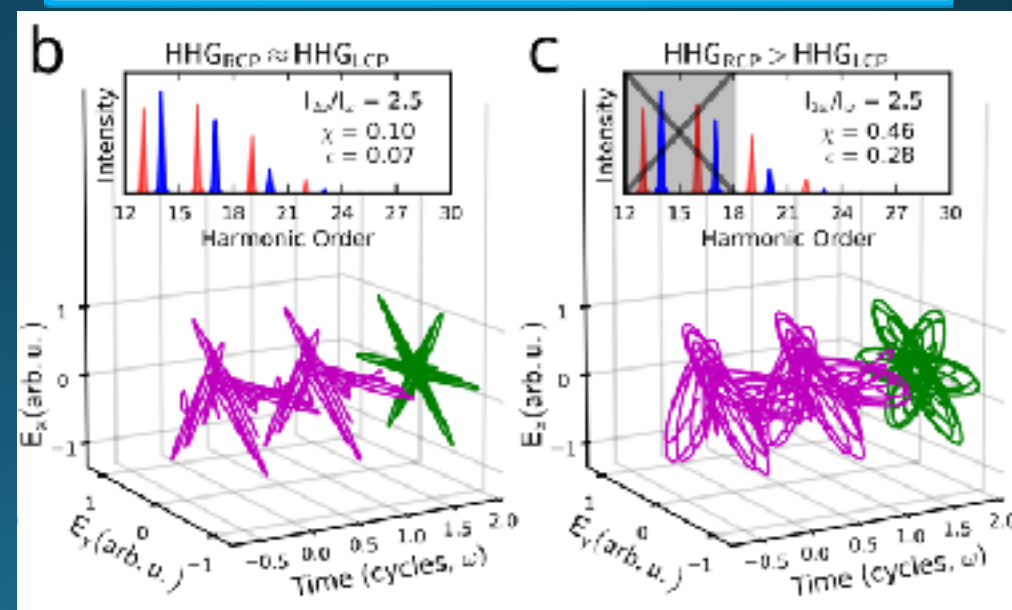 b
HHG_RCP ≈ HHG_LCP
Intensity
I_2ω/I_ω = 2.5
χ = 0.10
ε = 0.07
12 15 18 21 24 27 30
Harmonic Order
E_x(arb. u.)
1
0
−1
E_y(arb. u.)
1
0
−1
−0.5 0.0 0.5 1.0 1.5 2.0
Time (cycles, ω)
c
HHG_RCP > HHG_LCP
Intensity
I_2ω/I_ω = 2.5
χ = 0.46
ε = 0.28
12 15 18 21 24 27 30
Harmonic Order
E_x(arb. u.)
1
0
−1
E_y(arb. u.)
1
0
−1
−0.5 0.0 0.5 1.0 1.5 2.0
Time (cycles, ω)